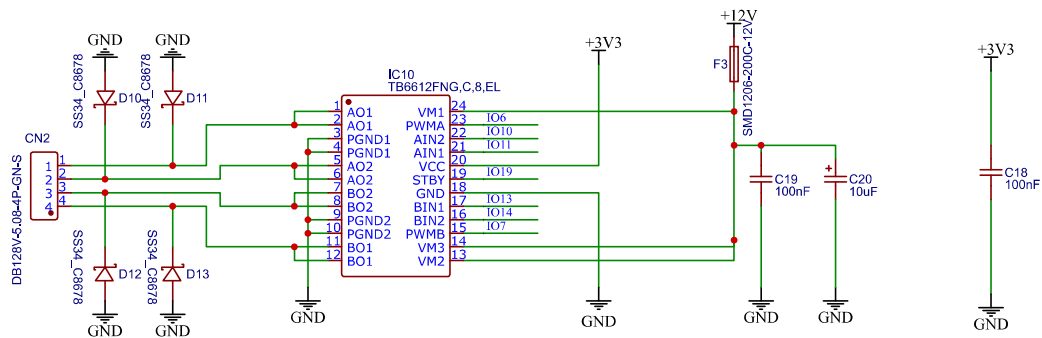 GND
GND
SS34_C8678
D10
SS34_C8678
D11
CN2
DB128V-5.08-4P-GN-S
1
2
3
4
1
2
3
4
SS34_C8678
D12
SS34_C8678
D13
GND
GND
IC10
TB6612FNG,C,8,EL
1 AO1
2 AO1
3 PGND1
4 PGND1
5 AO2
6 AO2
7 BO2
8 BO2
9 PGND2
10 PGND2
11 BO1
12 BO1
VM1 24
PWMA 23 IO6
AIN2 22 IO10
AIN1 21 IO11
VCC 20
STBY 19 IO19
GND 18
BIN1 17 IO13
BIN2 16 IO14
PWMB 15 IO7
VM3 14
VM2 13
GND
+3V3
GND
+12V
F3
SMD1206-200C-12V
C19
100nF
GND
+
C20
10uF
GND
+3V3
C18
100nF
GND